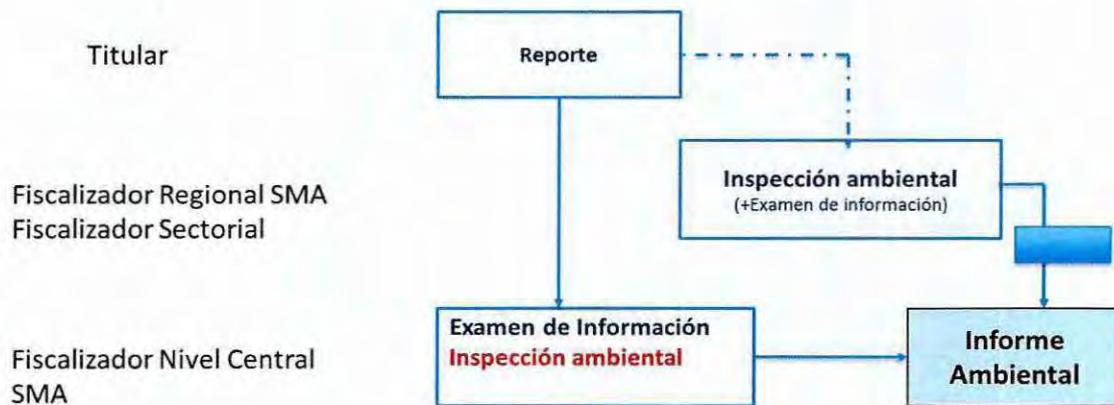 Titular
Reporte
Fiscalizador Regional SMA
Fiscalizador Sectorial
Inspección ambiental
(+Examen de información)
Fiscalizador Nivel Central
SMA
Examen de Información
Inspección ambiental
Informe
Ambiental